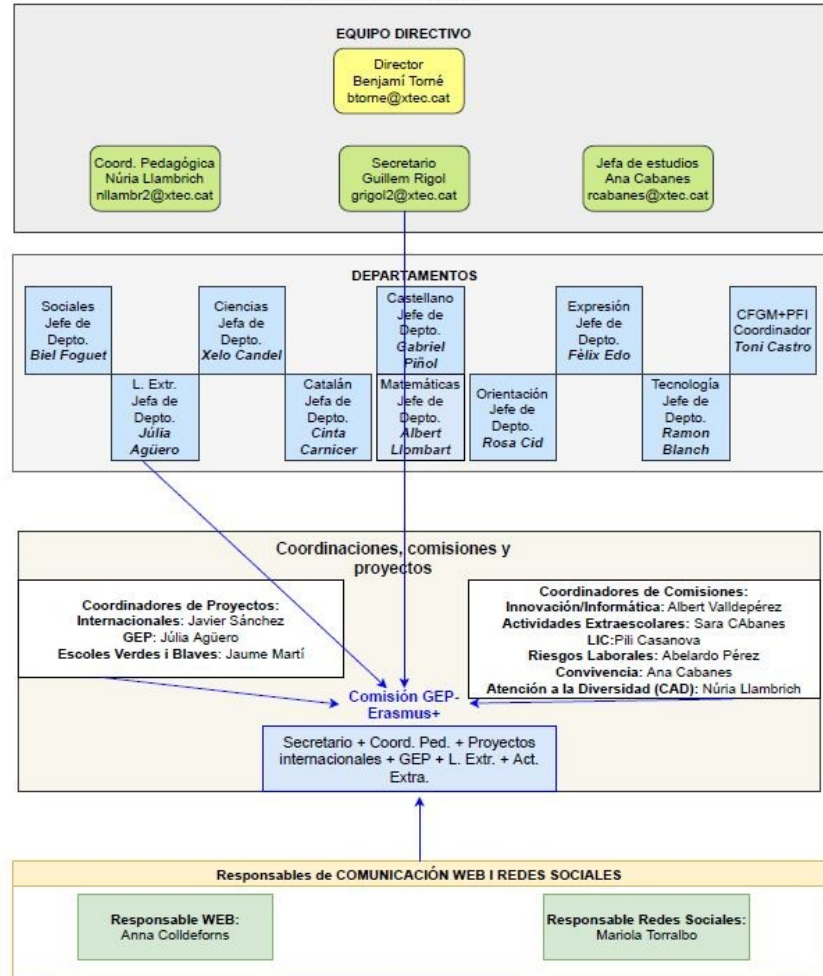 EQUIPO DIRECTIVO
Director
Benjamí Torné
btorne@xtec.cat
Coord. Pedagógica
Núria Llambrich
nllambr2@xtec.cat
Secretario
Guillem Rigol
grigol2@xtec.cat
Jefa de estudios
Ana Cabanes
rcabanes@xtec.cat
DEPARTAMENTOS
Sociales
Jefe de
Depto.
Biel Foguet
L. Extr.
Jefa de
Depto.
Júlia
Agüero
Ciencias
Jefa de
Depto.
Xelo Candel
Catalán
Jefa de
Depto.
Cinta
Carnicer
Castellano
Jefe de
Depto.
Gabriel
Piñol
Matemáticas
Jefe de
Depto.
Albert
Llombart
Orientación
Jefe de
Depto.
Rosa Cid
Expresión
Jefe de
Depto.
Fèlix Edo
Tecnología
Jefe de
Depto.
Ramon
Blanch
CFGM+PFI
Coordinador
Toni Castro
Coordinaciones, comisiones y
proyectos
Coordinadores de Proyectos:
Internacionales: Javier Sánchez
GEP: Júlia Agüero
Escoles Verdes i Blaves: Jaume Martí
Coordinadores de Comisiones:
Innovación/Informática: Albert Valldepérez
Actividades Extraescolares: Sara CAbanes
LIC:Pili Casanova
Riesgos Laborales: Abelardo Pérez
Convivencia: Ana Cabanes
Atención a la Diversidad (CAD): Núria Llambrich
Comisión GEP-
Erasmus+
Secretario + Coord. Ped. + Proyectos
internacionales + GEP + L. Extr. + Act.
Extra.
Responsables de COMUNICACIÓN WEB I REDES SOCIALES
Responsable WEB:
Anna Colldeforns
Responsable Redes Sociales:
Mariola Torralbo